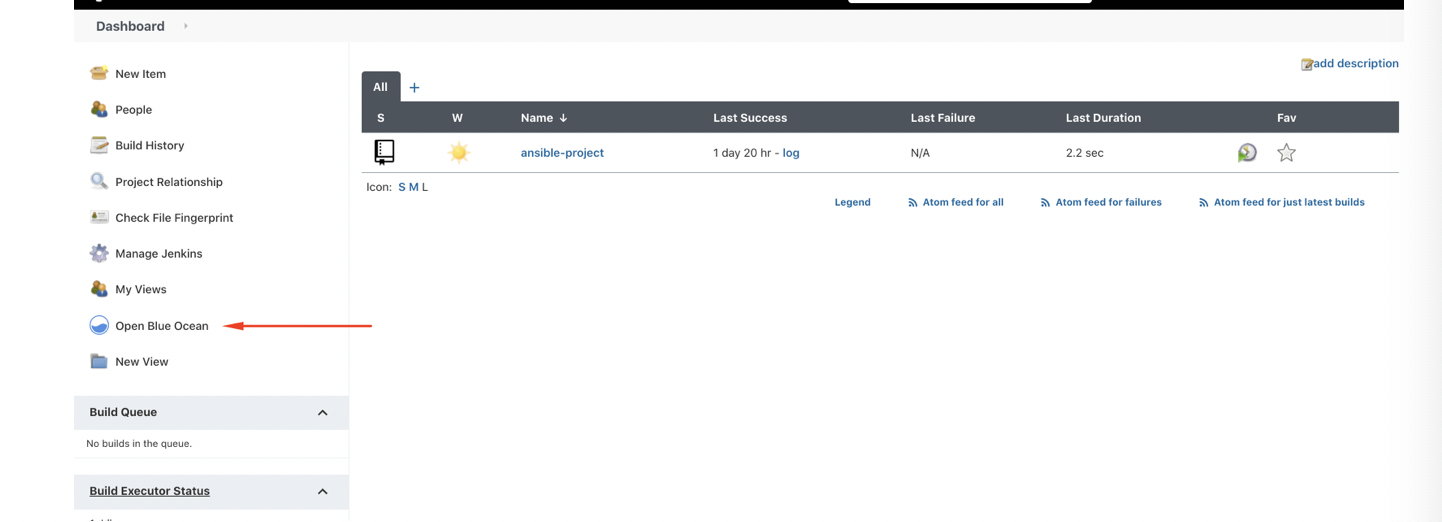 Dashboard
New Item
People
Build History
Project Relationship
Check File Fingerprint
Manage Jenkins
My Views
Open Blue Ocean
New View
Build Queue
No builds in the queue.
Build Executor Status
add description
All +
S W Name ↓ Last Success Last Failure Last Duration Fav
ansible-project 1 day 20 hr - log N/A 2.2 sec
Icon: S M L
Legend Atom feed for all Atom feed for failures Atom feed for just latest builds